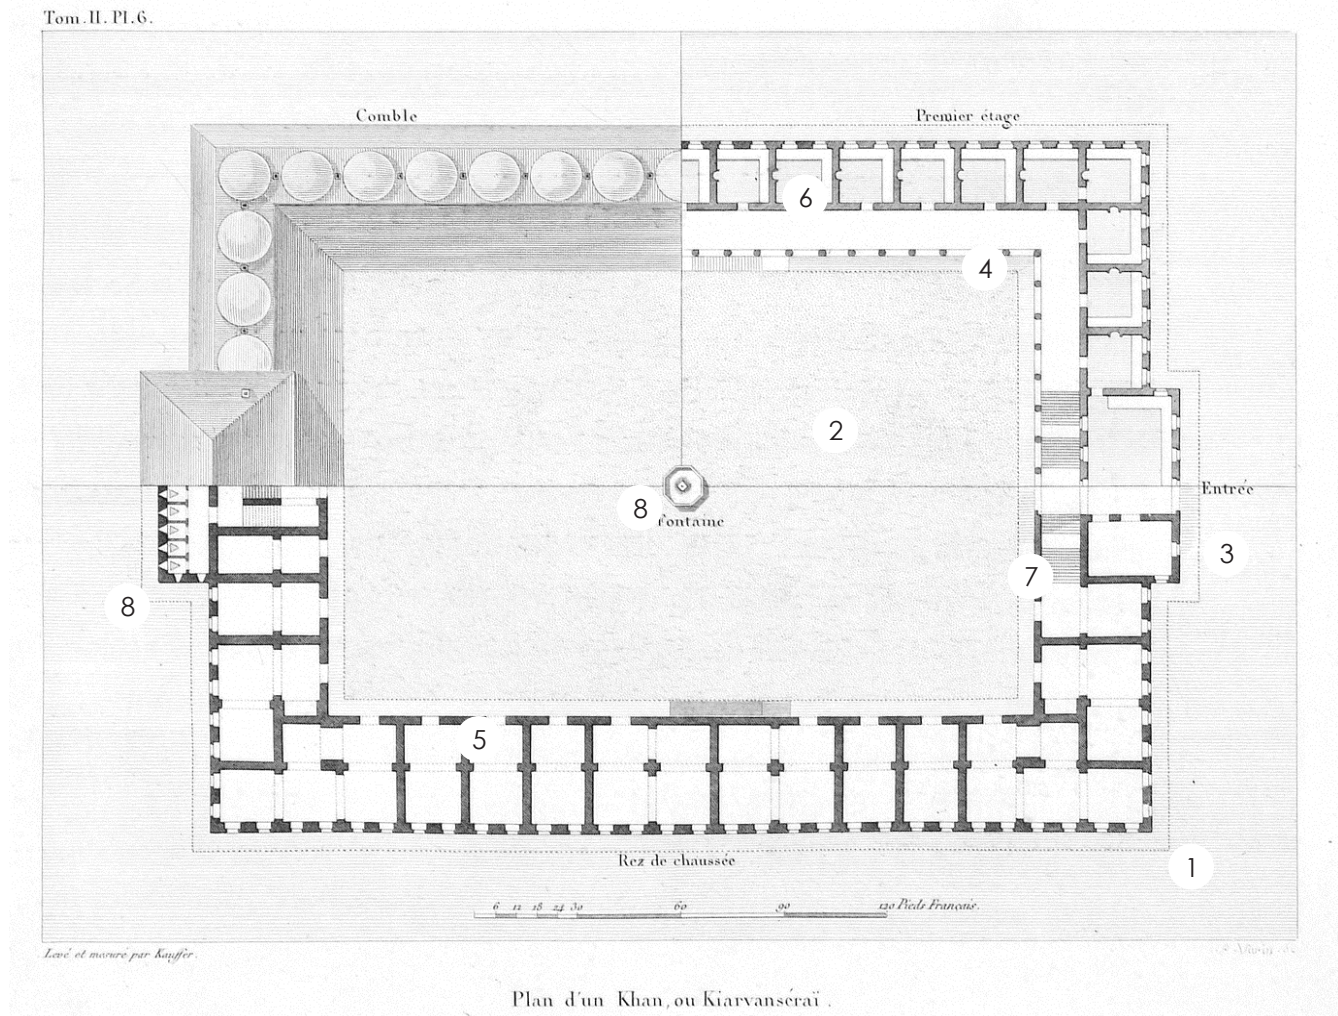 Tom. II. Pl. 6.
Comble
Premier étage
6
4
2
Entrée
8
Fontaine
3
7
8
5
Rez de chaussée
1
6 12 18 24 30 60 90 120 Pieds Français.
Levé et mesuré par Kauffer.
Plan d'un Khan, ou Kiarvanséraï.